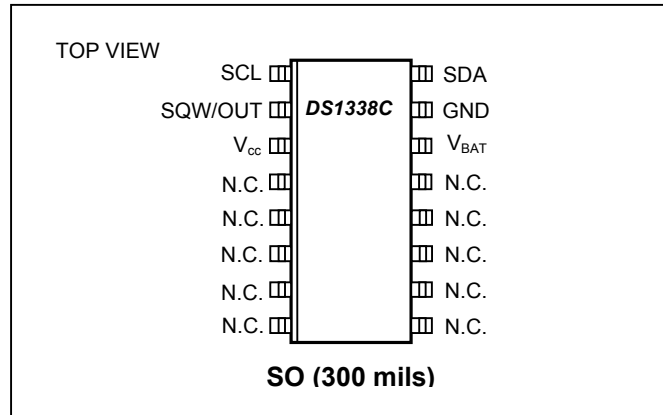 TOP VIEW
SCL SDA
SQW/OUT DS1338C GND
Vcc VBAT
N.C. N.C.
N.C. N.C.
N.C. N.C.
N.C. N.C.
N.C. N.C.
SO (300 mils)